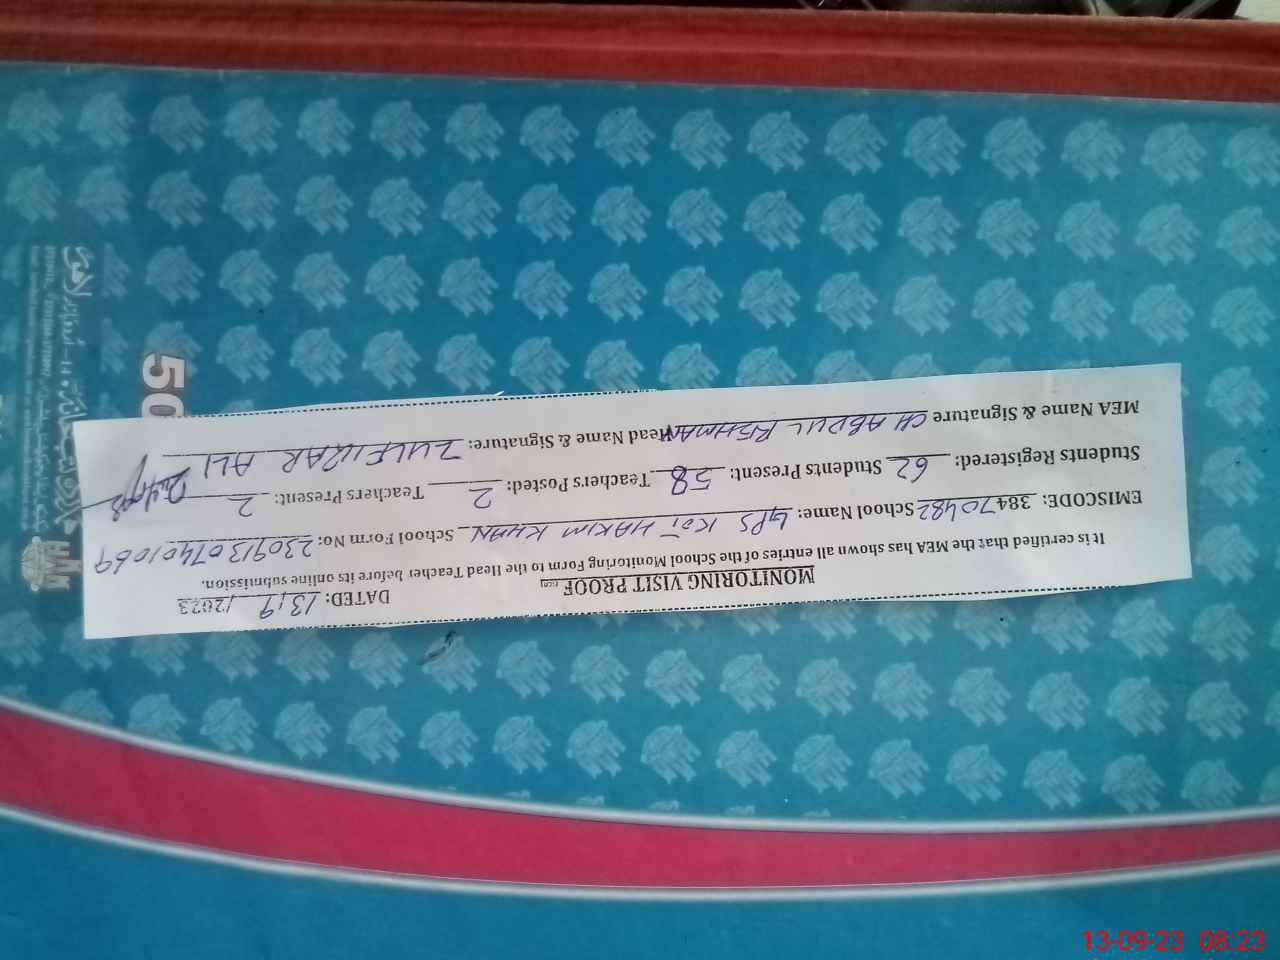 MONITORING VISIT PROOF
DATED: 13/9/2023
It is certified that the MEA has shown all entries of the School Monitoring Form to the Head Teacher before its online submission.
EMISCODE: 38470482 School Name: GPS KOT HAKIM KHAN School Form No: 23091307401069
Students Registered: 62 Students Present: 58 Teachers Posted: 2 Teachers Present: 2
MEA Name & Signature CH ABDUL REHMAN Head Name & Signature: ZULFIQAR ALI
50
13-09-23 08:23